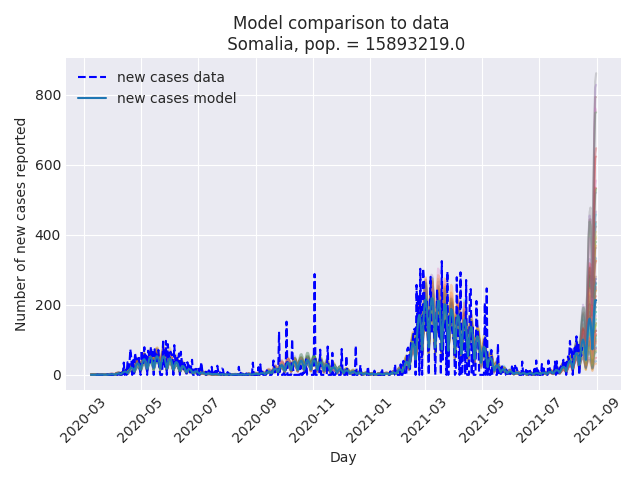 Model comparison to data
Somalia, pop. = 15893219.0
new cases data
new cases model
Number of new cases reported
800
600
400
200
0
2020-03
2020-05
2020-07
2020-09
2020-11
2021-01
2021-03
2021-05
2021-07
2021-09
Day